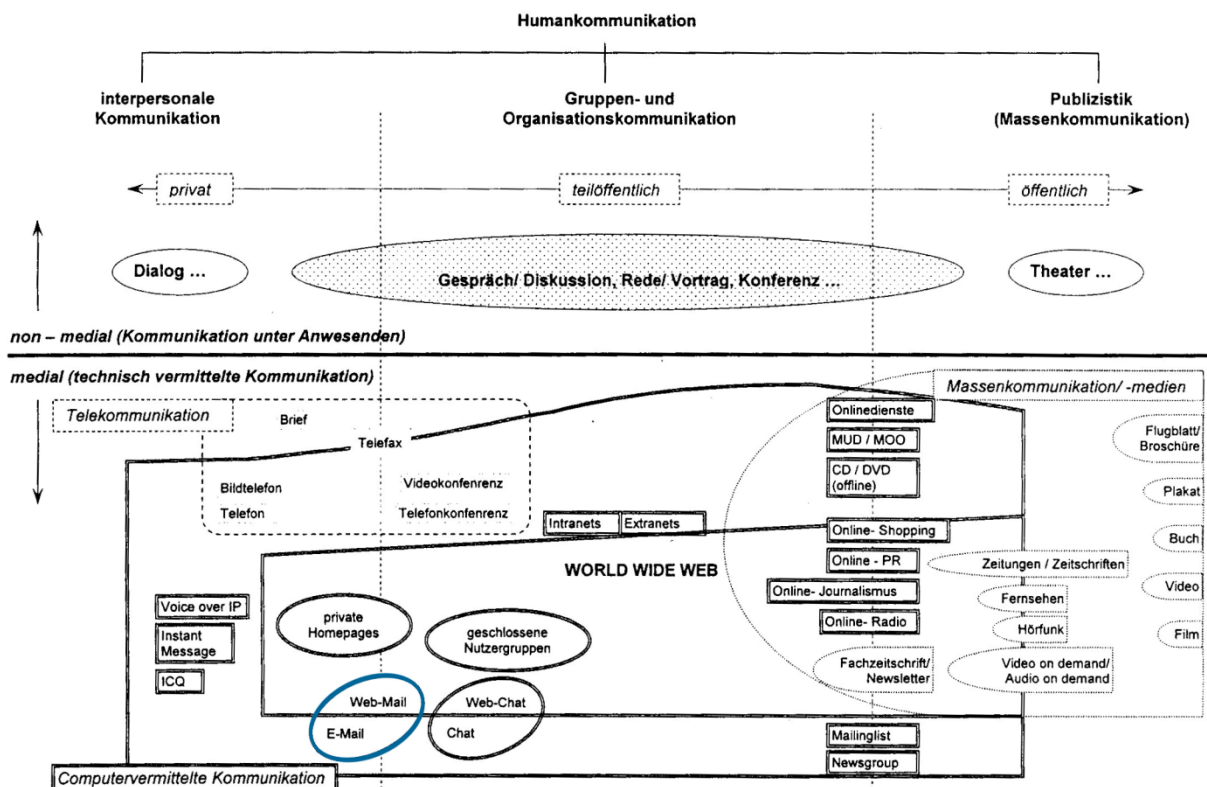 Humankommunikation
interpersonale
Kommunikation
Gruppen- und
Organisationskommunikation
Publizistik
(Massenkommunikation)
privat
teilöffentlich
öffentlich
Dialog ...
Gespräch/ Diskussion, Rede/ Vortrag, Konferenz ...
Theater ...
non – medial (Kommunikation unter Anwesenden)
medial (technisch vermittelte Kommunikation)
Telekommunikation
Brief
Telefax
Bildtelefon
Telefon
Videokonfenrenz
Telefonkonferenz
Intranets
Extranets
Massenkommunikation/ -medien
Onlinedienste
MUD / MOO
CD / DVD
(offline)
Online- Shopping
Online - PR
Online- Journalismus
Online- Radio
Fachzeitschrift/
Newsletter
Zeitungen / Zeitschriften
Fernsehen
Hörfunk
Video on demand/
Audio on demand
Flugblatt/
Broschüre
Plakat
Buch
Video
Film
WORLD WIDE WEB
Voice over IP
Instant
Message
ICQ
private
Homepages
geschlossene
Nutzergruppen
Web-Mail
E-Mail
Web-Chat
Chat
Mailinglist
Newsgroup
Computervermittelte Kommunikation